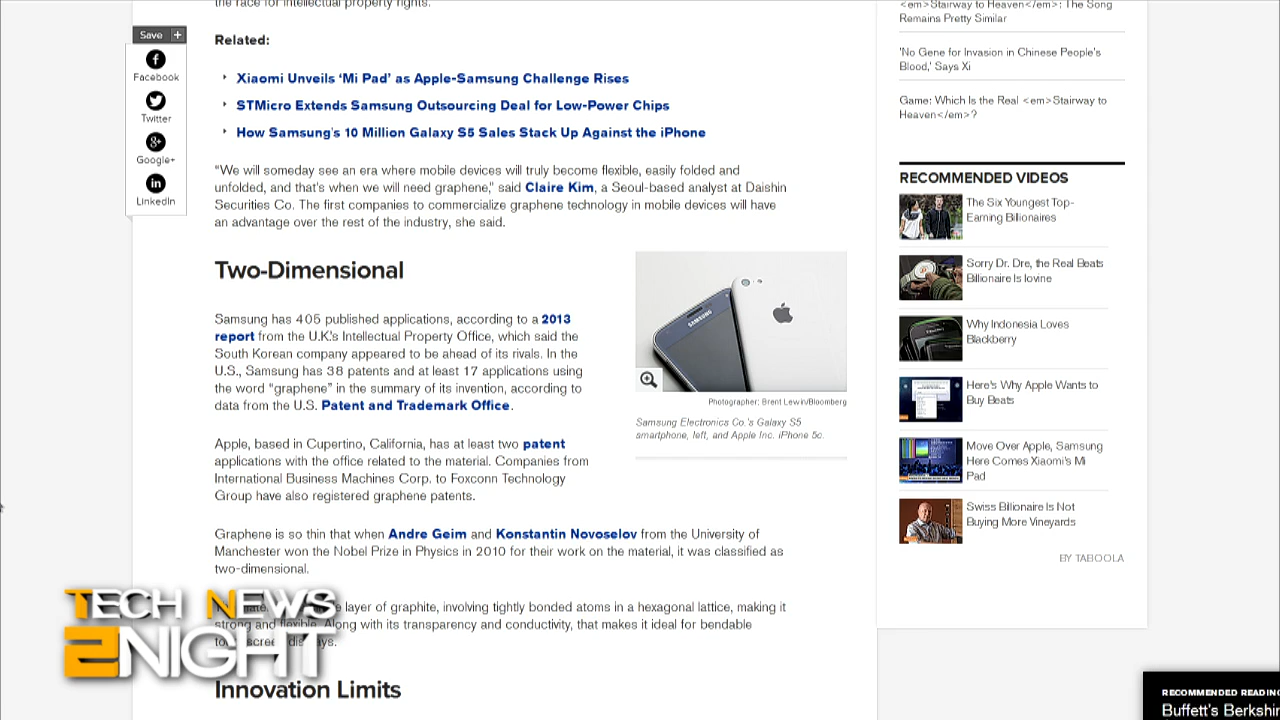 the race for intellectual property rights.
Save +
Facebook
Twitter
Google+
LinkedIn
Related:
Xiaomi Unveils ‘Mi Pad’ as Apple-Samsung Challenge Rises
STMicro Extends Samsung Outsourcing Deal for Low-Power Chips
How Samsung's 10 Million Galaxy S5 Sales Stack Up Against the iPhone
“We will someday see an era where mobile devices will truly become flexible, easily folded and
unfolded, and that’s when we will need graphene,” said Claire Kim, a Seoul-based analyst at Daishin
Securities Co. The first companies to commercialize graphene technology in mobile devices will have
an advantage over the rest of the industry, she said.
Two-Dimensional
Samsung has 405 published applications, according to a 2013
report from the U.K.’s Intellectual Property Office, which said the
South Korean company appeared to be ahead of its rivals. In the
U.S., Samsung has 38 patents and at least 17 applications using
the word “graphene” in the summary of its invention, according to
data from the U.S. Patent and Trademark Office.
SAMSUNG
Photographer: Brent Lewin/Bloomberg
Samsung Electronics Co.'s Galaxy S5
smartphone, left, and Apple Inc. iPhone 5c.
Apple, based in Cupertino, California, has at least two patent
applications with the office related to the material. Companies from
International Business Machines Corp. to Foxconn Technology
Group have also registered graphene patents.
Graphene is so thin that when Andre Geim and Konstantin Novoselov from the University of
Manchester won the Nobel Prize in Physics in 2010 for their work on the material, it was classified as
two-dimensional.
layer of graphite, involving tightly bonded atoms in a hexagonal lattice, making it
strong and flexible. Along with its transparency and conductivity, that makes it ideal for bendable
Innovation Limits
TECH NEWS
2NIGHT
<em>Stairway to Heaven</em>: The Song
Remains Pretty Similar
'No Gene for Invasion in Chinese People's
Blood,' Says Xi
Game: Which Is the Real <em>Stairway to
Heaven</em>?
RECOMMENDED VIDEOS
The Six Youngest Top-
Earning Billionaires
Sorry Dr. Dre, the Real Beats
Billionaire Is Iovine
Why Indonesia Loves
Blackberry
Here's Why Apple Wants to
Buy Beats
Move Over Apple, Samsung
Here Comes Xiaomi's Mi
Pad
Swiss Billionaire Is Not
Buying More Vineyards
BY TABOOLA
RECOMMENDED READING
Buffett's Berkshir